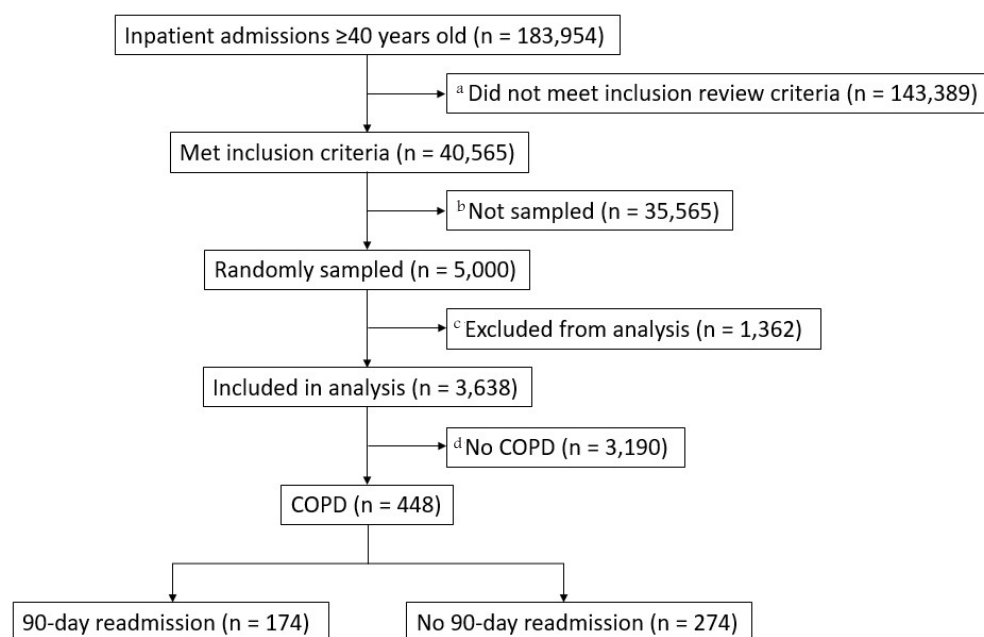 Inpatient admissions ≥40 years old (n = 183,954)
a Did not meet inclusion review criteria (n = 143,389)
Met inclusion criteria (n = 40,565)
b Not sampled (n = 35,565)
Randomly sampled (n = 5,000)
c Excluded from analysis (n = 1,362)
Included in analysis (n = 3,638)
d No COPD (n = 3,190)
COPD (n = 448)
90-day readmission (n = 174)
No 90-day readmission (n = 274)